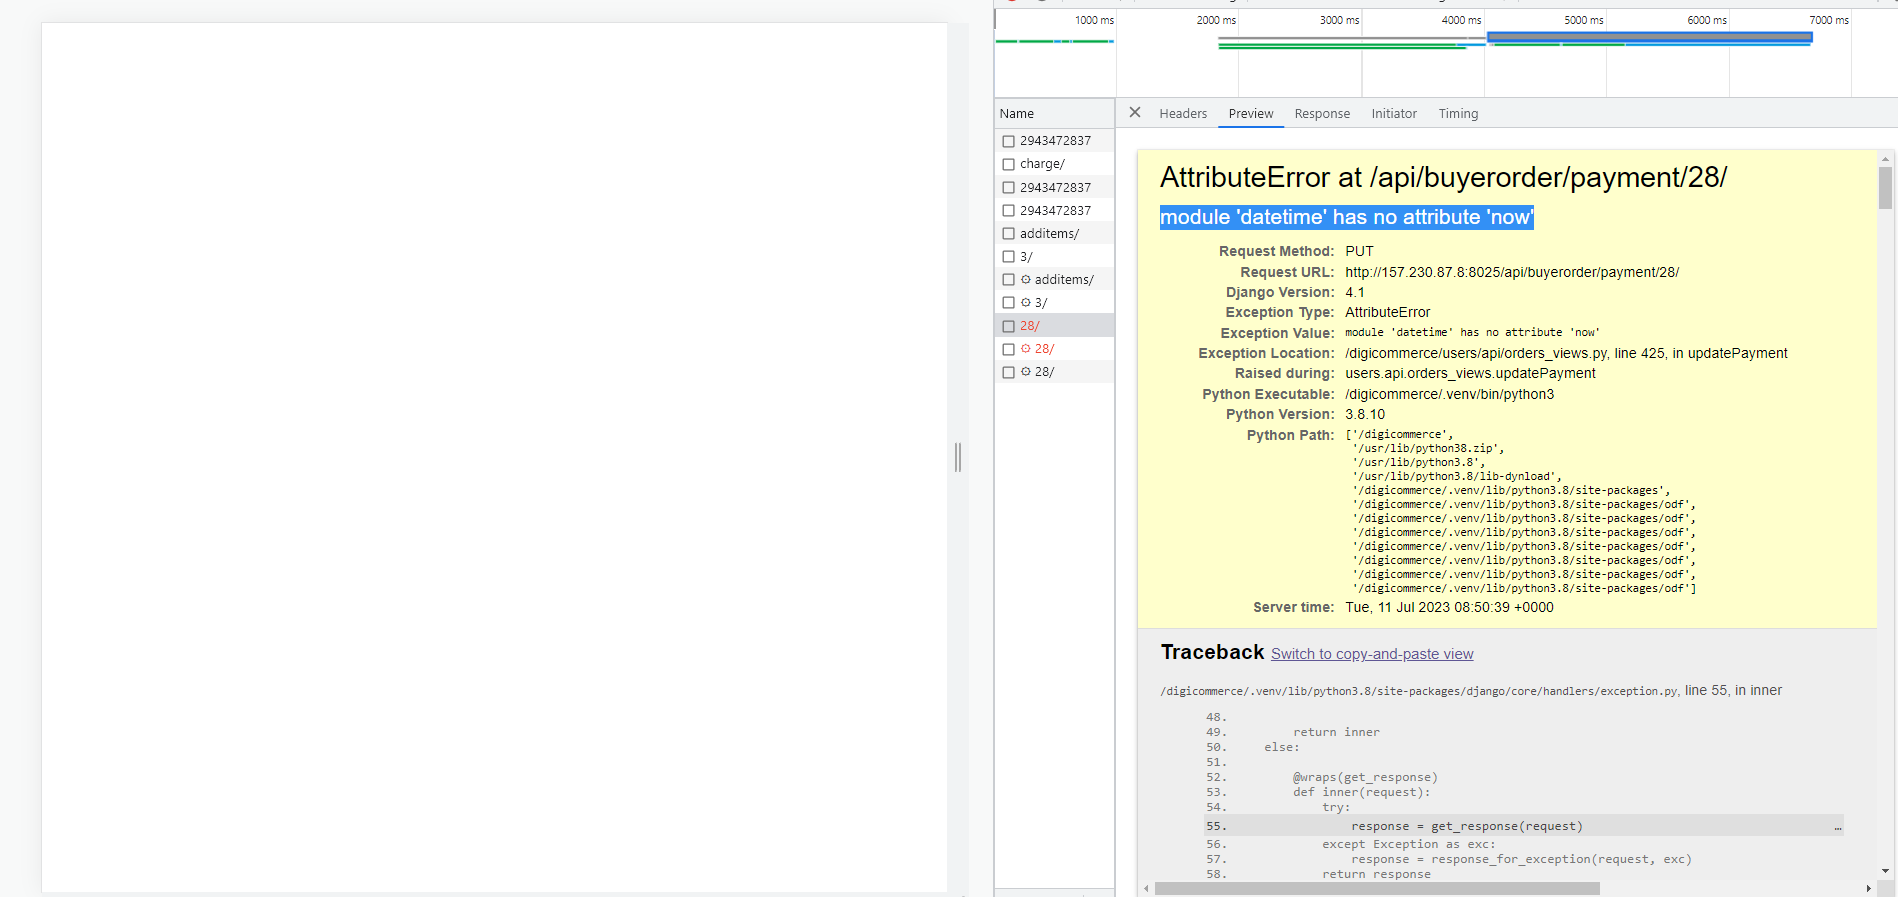 1000 ms 2000 ms 3000 ms 4000 ms 5000 ms 6000 ms 7000 ms
Name
2943472837
charge/
2943472837
2943472837
additems/
3/
additems/
3/
28/
28/
28/
Headers Preview Response Initiator Timing
AttributeError at /api/buyerorder/payment/28/
module 'datetime' has no attribute 'now'
Request Method: PUT
Request URL: http://157.230.87.8:8025/api/buyerorder/payment/28/
Django Version: 4.1
Exception Type: AttributeError
Exception Value: module 'datetime' has no attribute 'now'
Exception Location: /digicommerce/users/api/orders_views.py, line 425, in updatePayment
Raised during: users.api.orders_views.updatePayment
Python Executable: /digicommerce/.venv/bin/python3
Python Version: 3.8.10
Python Path: ['/digicommerce',
'/usr/lib/python38.zip',
'/usr/lib/python3.8',
'/usr/lib/python3.8/lib-dynload',
'/digicommerce/.venv/lib/python3.8/site-packages',
'/digicommerce/.venv/lib/python3.8/site-packages/odf',
'/digicommerce/.venv/lib/python3.8/site-packages/odf',
'/digicommerce/.venv/lib/python3.8/site-packages/odf',
'/digicommerce/.venv/lib/python3.8/site-packages/odf',
'/digicommerce/.venv/lib/python3.8/site-packages/odf',
'/digicommerce/.venv/lib/python3.8/site-packages/odf',
'/digicommerce/.venv/lib/python3.8/site-packages/odf']
Server time: Tue, 11 Jul 2023 08:50:39 +0000
Traceback Switch to copy-and-paste view
/digicommerce/.venv/lib/python3.8/site-packages/django/core/handlers/exception.py, line 55, in inner
48.
49. return inner
50. else:
51.
52. @wraps(get_response)
53. def inner(request):
54. try:
55. response = get_response(request) …
56. except Exception as exc:
57. response = response_for_exception(request, exc)
58. return response